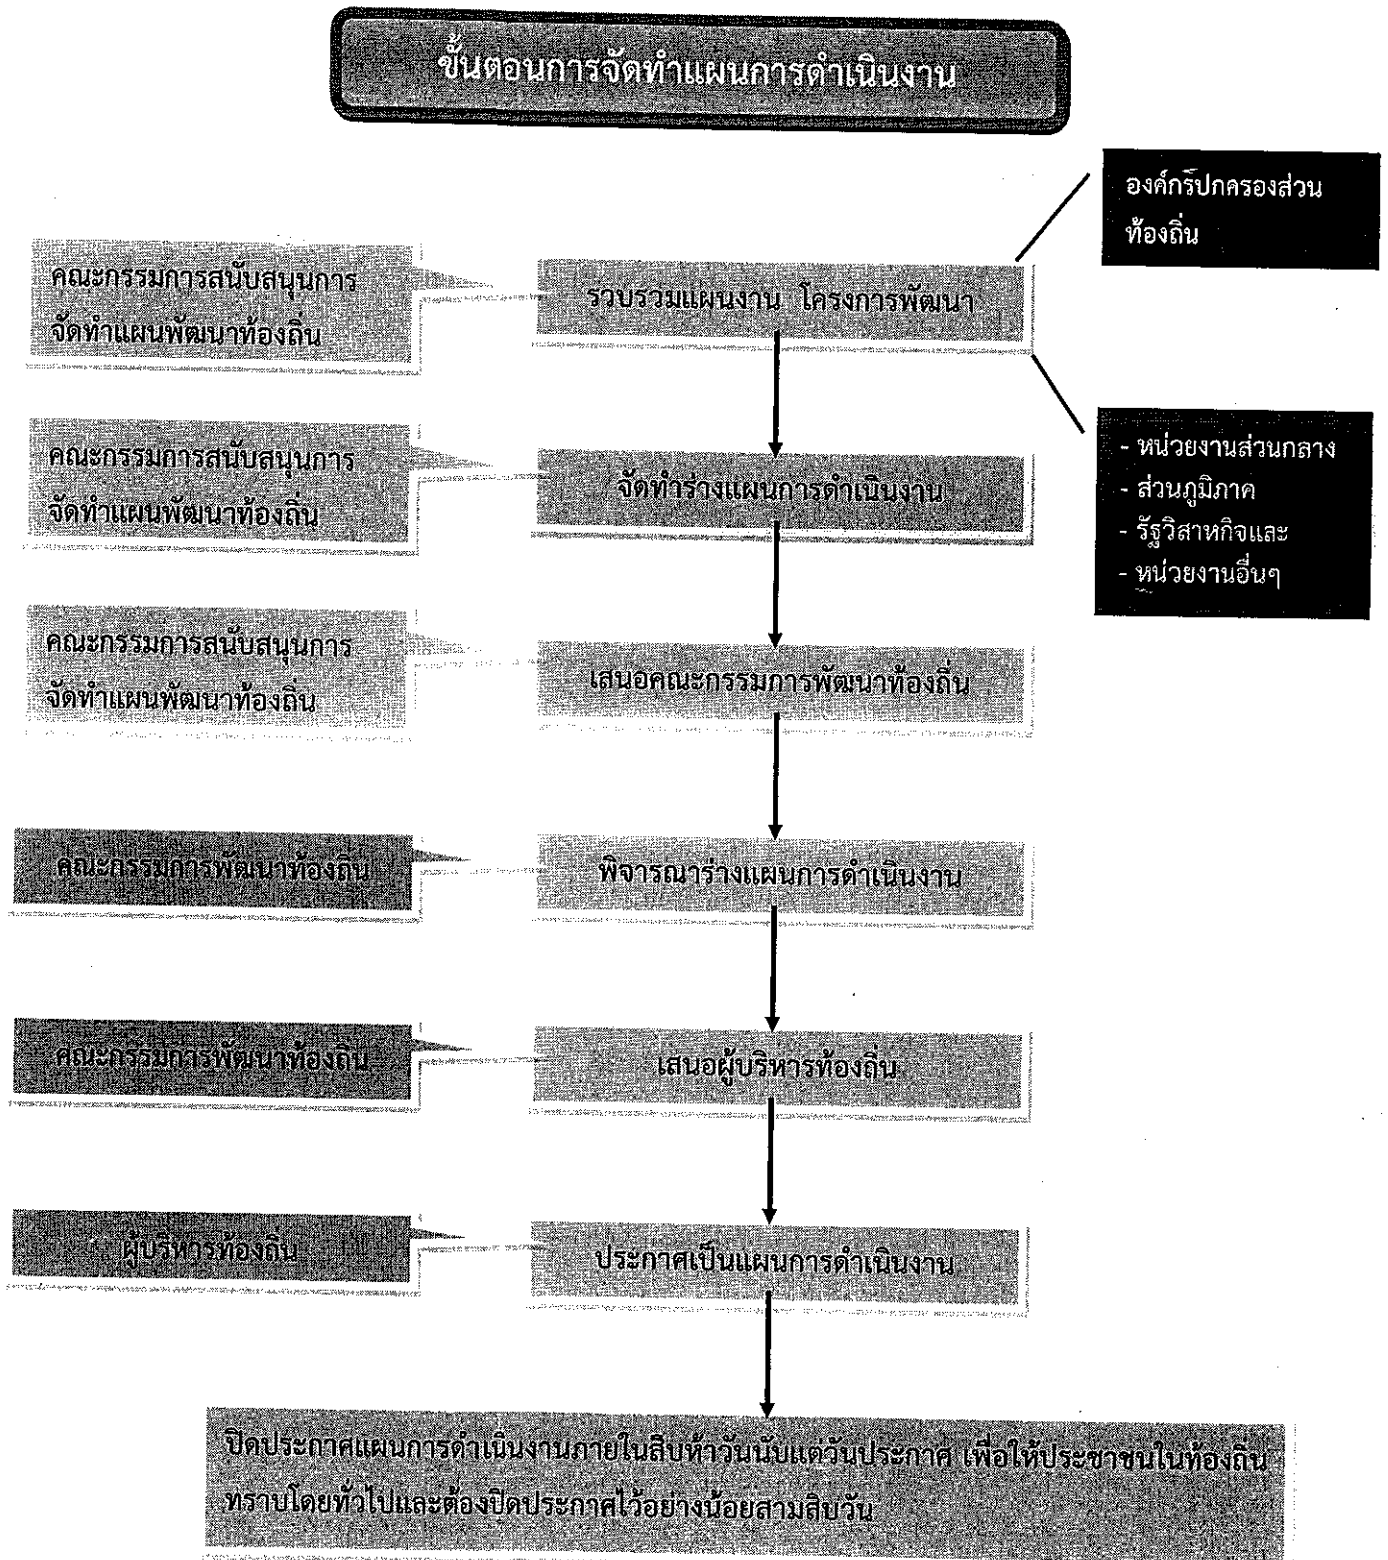 ขั้นตอนการจัดทำแผนการดำเนินงาน
องค์กรปกครองส่วน
ท้องถิ่น
คณะกรรมการสนับสนุนการ
จัดทำแผนพัฒนาท้องถิ่น
รวบรวมแผนงาน โครงการพัฒนา
- หน่วยงานส่วนกลาง
- ส่วนภูมิภาค
- รัฐวิสาหกิจและ
- หน่วยงานอื่นๆ
คณะกรรมการสนับสนุนการ
จัดทำแผนพัฒนาท้องถิ่น
จัดทำร่างแผนการดำเนินงาน
คณะกรรมการสนับสนุนการ
จัดทำแผนพัฒนาท้องถิ่น
เสนอคณะกรรมการพัฒนาท้องถิ่น
คณะกรรมการพัฒนาท้องถิ่น
พิจารณาร่างแผนการดำเนินงาน
คณะกรรมการพัฒนาท้องถิ่น
เสนอผู้บริหารท้องถิ่น
ผู้บริหารท้องถิ่น
ประกาศเป็นแผนการดำเนินงาน
ปิดประกาศแผนการดำเนินงานภายในสิบห้าวันนับแต่วันประกาศ เพื่อให้ประชาชนในท้องถิ่น
ทราบโดยทั่วไปและต้องปิดประกาศไว้อย่างน้อยสามสิบวัน